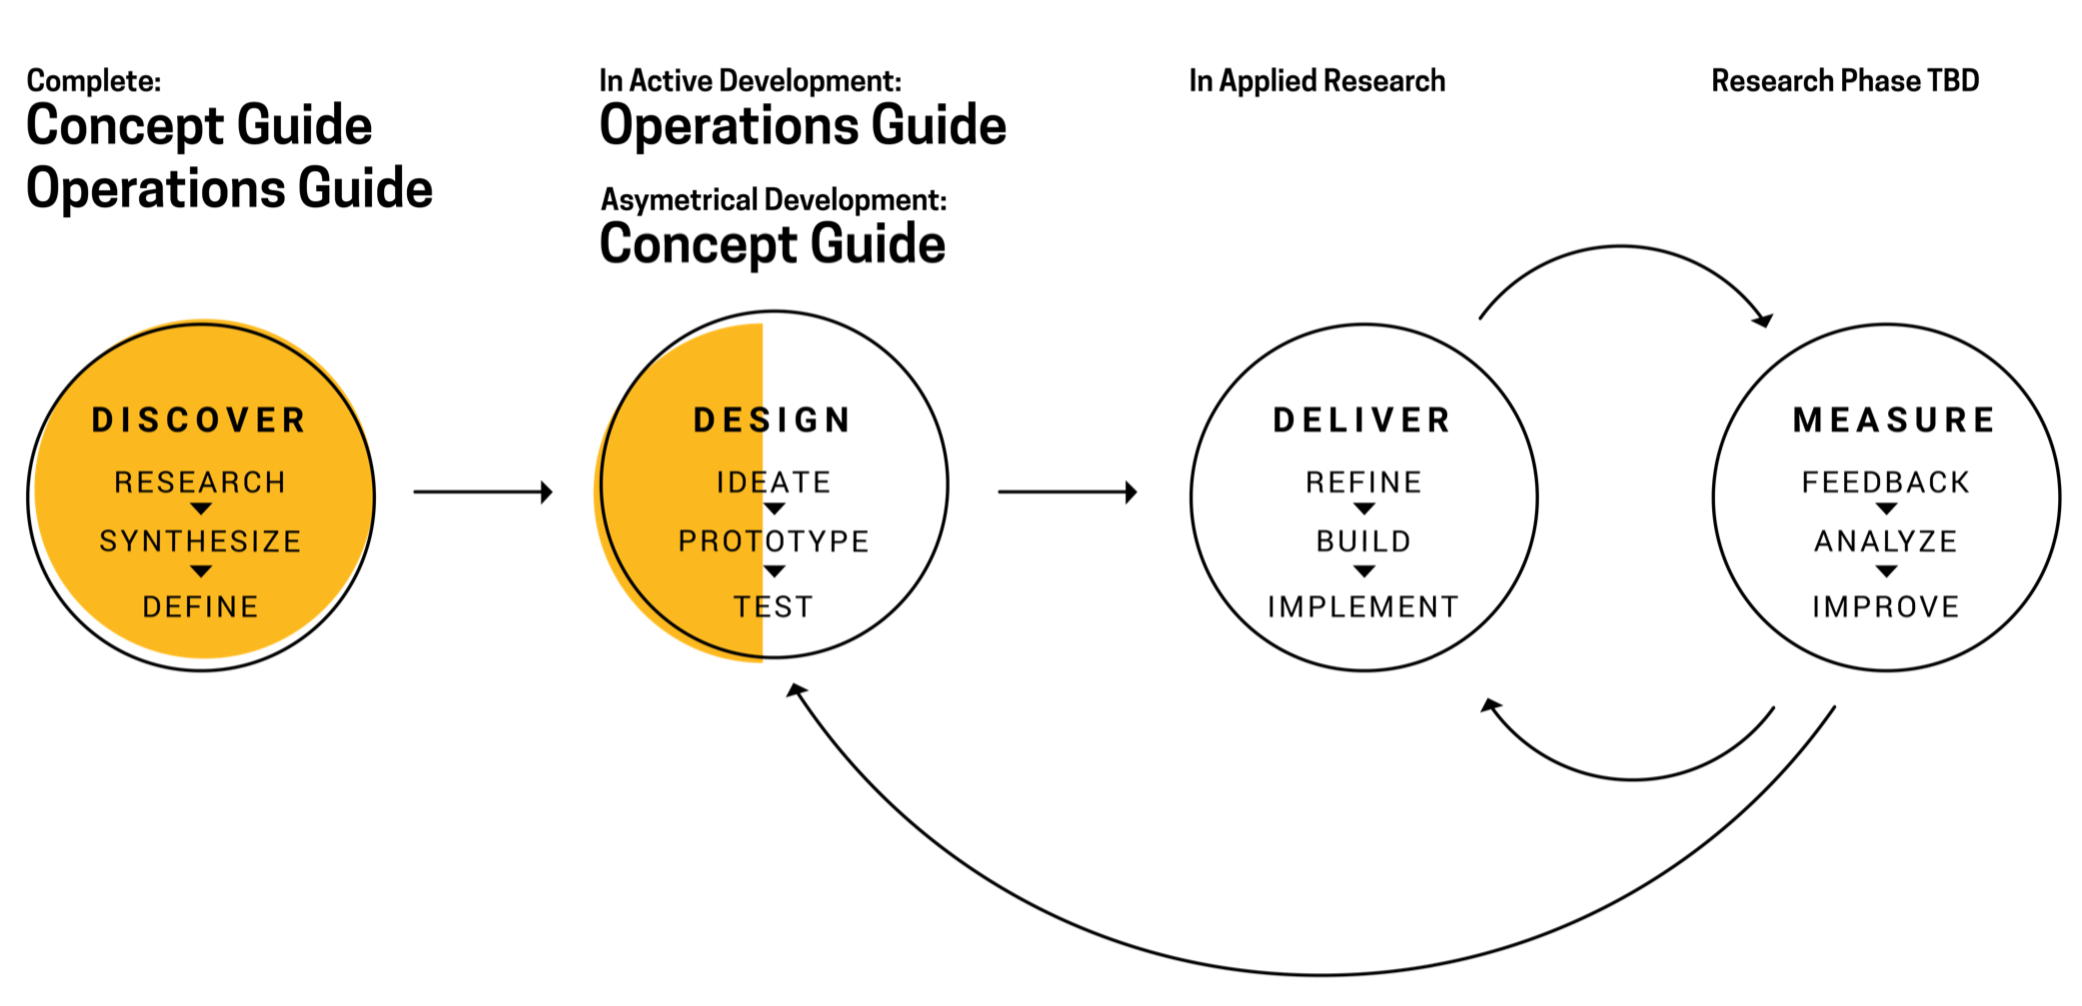 Complete:
Concept Guide
Operations Guide
In Active Development:
Operations Guide
Asymetrical Development:
Concept Guide
In Applied Research
Research Phase TBD
DISCOVER
RESEARCH
SYNTHESIZE
DEFINE
DESIGN
IDEATE
PROTOTYPE
TEST
DELIVER
REFINE
BUILD
IMPLEMENT
MEASURE
FEEDBACK
ANALYZE
IMPROVE